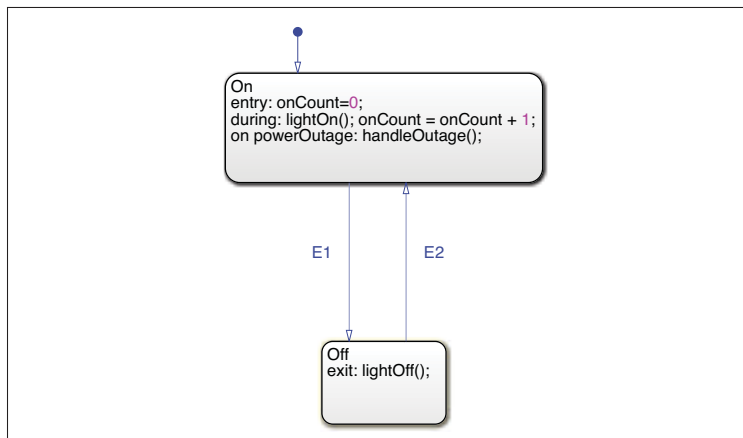 On
entry: onCount=0;
during: lightOn(); onCount = onCount + 1;
on powerOutage: handleOutage();
E1
E2
Off
exit: lightOff();